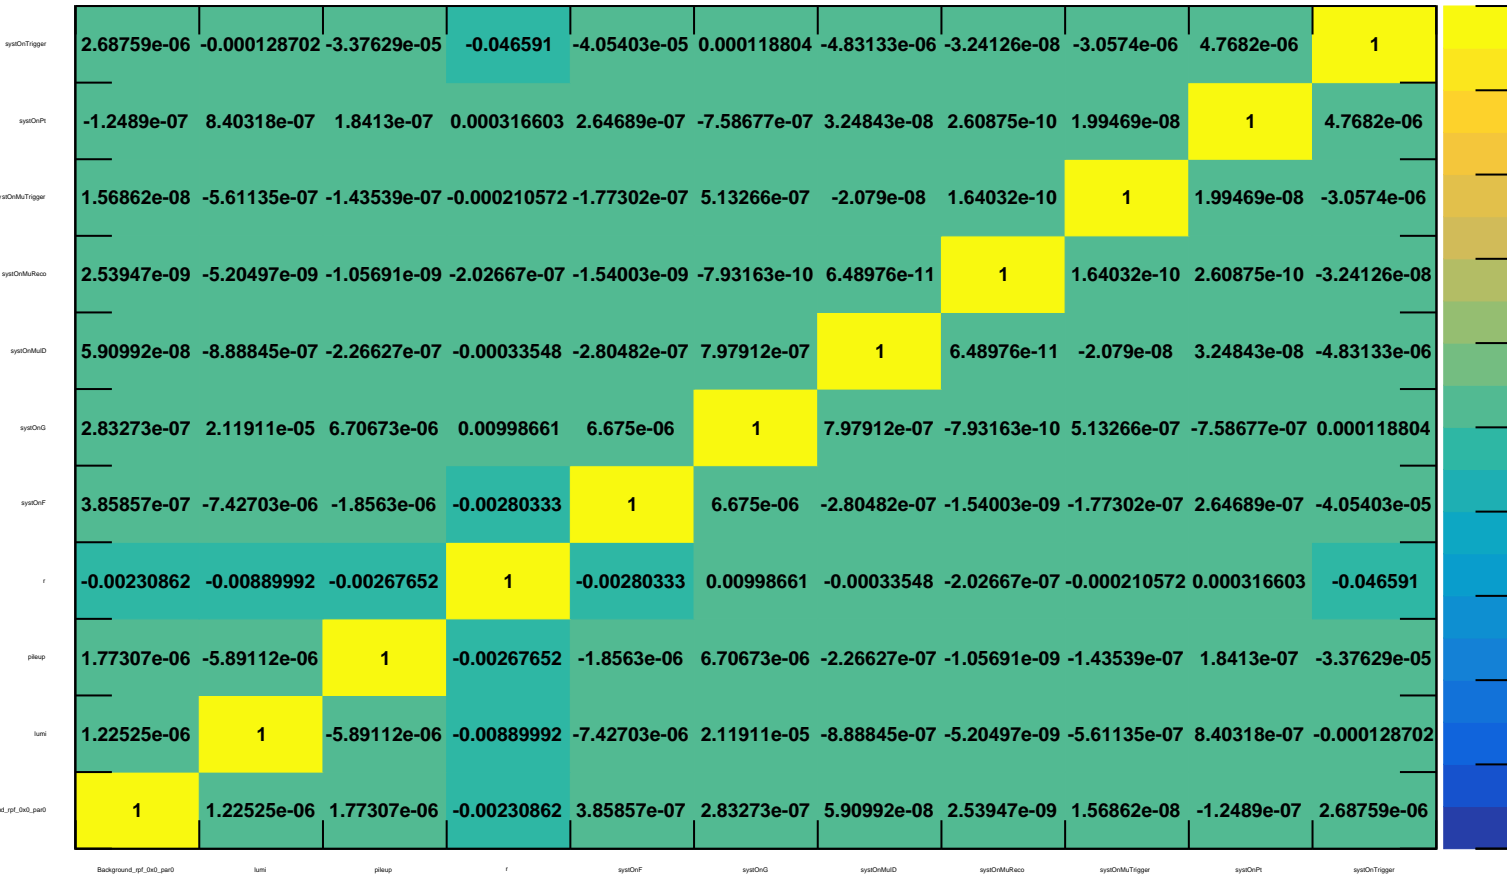 systOnTrigger 2.68759e-06 -0.000128702 -3.37629e-05 -0.046591 -4.05403e-05 0.000118804 -4.83133e-06 -3.24126e-08 -3.0574e-06 4.7682e-06 1
systOnPt -1.2489e-07 8.40318e-07 1.8413e-07 0.000316603 2.64689e-07 -7.58677e-07 3.24843e-08 2.60875e-10 1.99469e-08 1 4.7682e-06
ystOnMuTrigger 1.56862e-08 -5.61135e-07 -1.43539e-07 -0.000210572 -1.77302e-07 5.13266e-07 -2.079e-08 1.64032e-10 1 1.99469e-08 -3.0574e-06
systOnMuReco 2.53947e-09 -5.20497e-09 -1.05691e-09 -2.02667e-07 -1.54003e-09 -7.93163e-10 6.48976e-11 1 1.64032e-10 2.60875e-10 -3.24126e-08
systOnMuID 5.90992e-08 -8.88845e-07 -2.26627e-07 -0.00033548 -2.80482e-07 7.97912e-07 1 6.48976e-11 -2.079e-08 3.24843e-08 -4.83133e-06
systOnG 2.83273e-07 2.11911e-05 6.70673e-06 0.00998661 6.675e-06 1 7.97912e-07 -7.93163e-10 5.13266e-07 -7.58677e-07 0.000118804
systOnF 3.85857e-07 -7.42703e-06 -1.8563e-06 -0.00280333 1 6.675e-06 -2.80482e-07 -1.54003e-09 -1.77302e-07 2.64689e-07 -4.05403e-05
r -0.00230862 -0.00889992 -0.00267652 1 -0.00280333 0.00998661 -0.00033548 -2.02667e-07 -0.000210572 0.000316603 -0.046591
pileup 1.77307e-06 -5.89112e-06 1 -0.00267652 -1.8563e-06 6.70673e-06 -2.26627e-07 -1.05691e-09 -1.43539e-07 1.8413e-07 -3.37629e-05
lumi 1.22525e-06 1 -5.89112e-06 -0.00889992 -7.42703e-06 2.11911e-05 -8.88845e-07 -5.20497e-09 -5.61135e-07 8.40318e-07 -0.000128702
d_rpf_0x0_par0 1 1.22525e-06 1.77307e-06 -0.00230862 3.85857e-07 2.83273e-07 5.90992e-08 2.53947e-09 1.56862e-08 -1.2489e-07 2.68759e-06
Background_rpf_0x0_par0 lumi pileup r systOnF systOnG systOnMuID systOnMuReco systOnMuTrigger systOnPt systOnTrigger